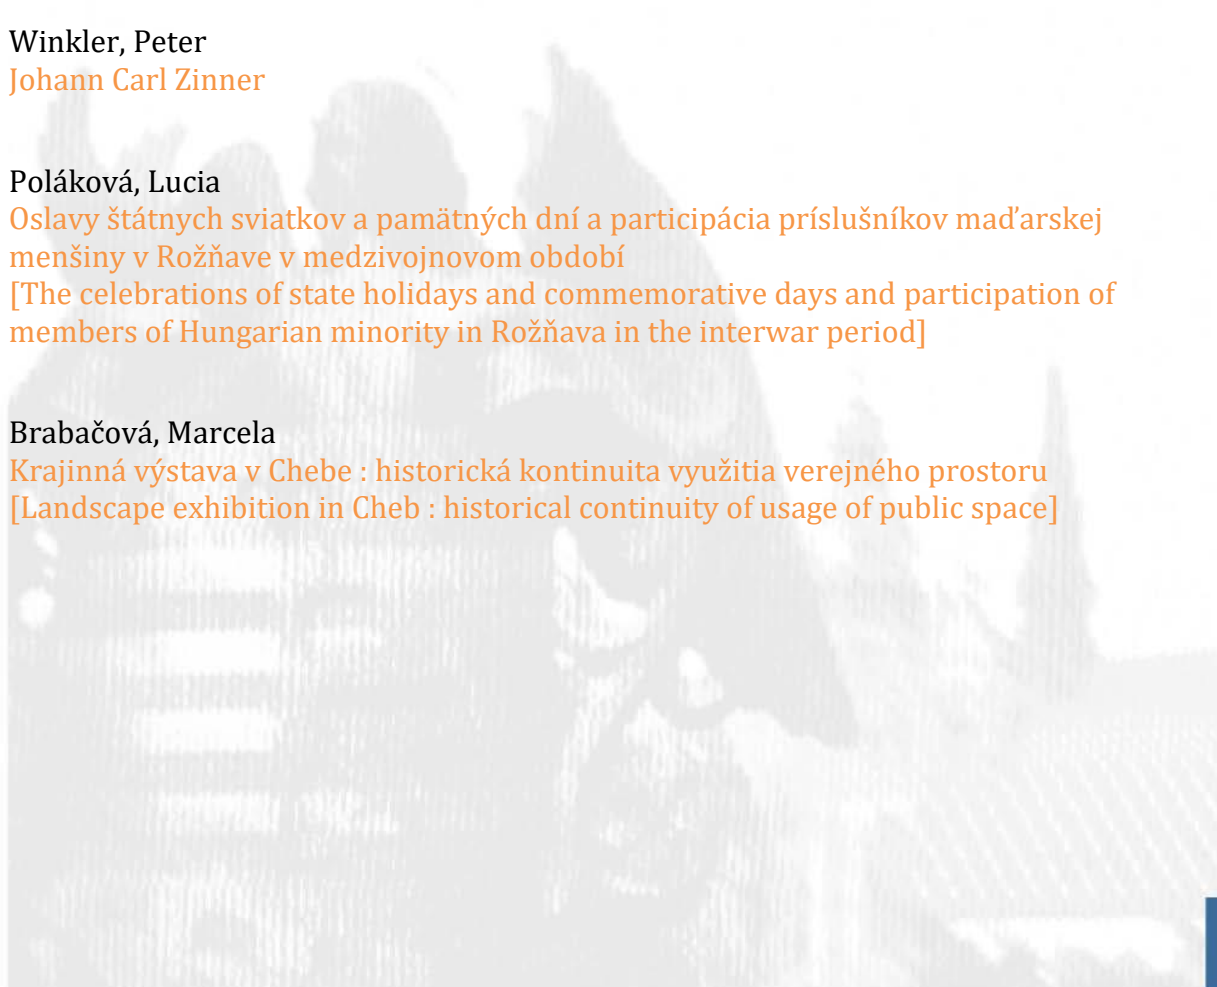 Winkler, Peter
Johann Carl Zinner
Poláková, Lucia
Oslavy štátnych sviatkov a pamätných dní a participácia príslušníkov maďarskej
menšiny v Rožňave v medzivojnovom období
[The celebrations of state holidays and commemorative days and participation of
members of Hungarian minority in Rožňava in the interwar period]
Brabačová, Marcela
Krajinná výstava v Chebe : historická kontinuita využitia verejného prostoru
[Landscape exhibition in Cheb : historical continuity of usage of public space]